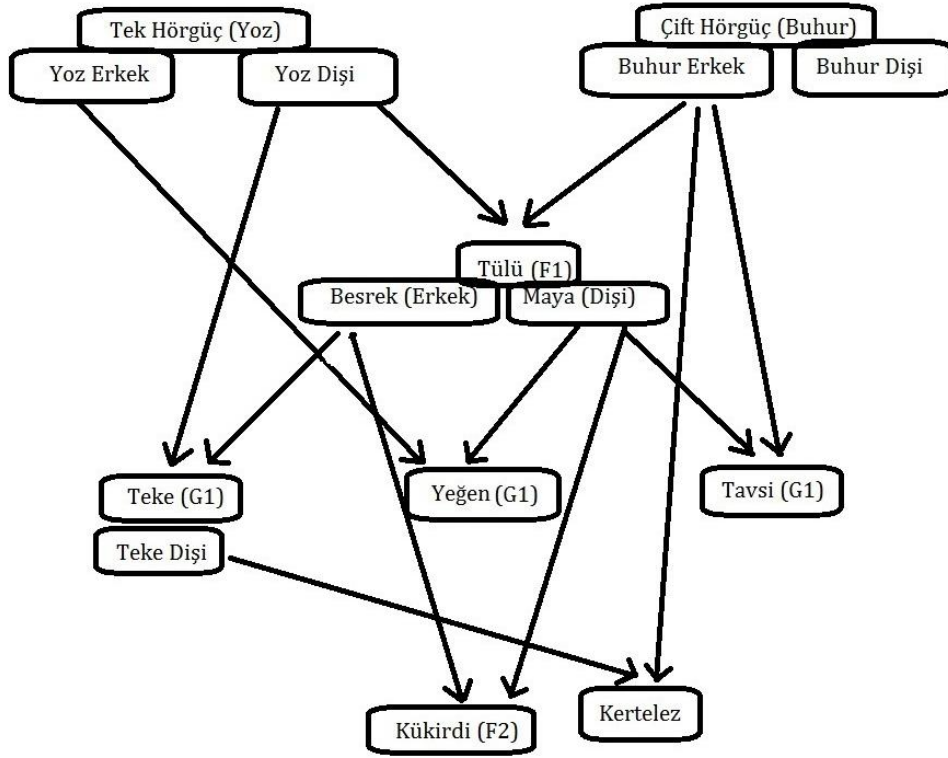 Tek Hörgüç (Yoz)
Çift Hörgüç (Buhur)
Yoz Erkek
Yoz Dişi
Buhur Erkek
Buhur Dişi
Tülü (F1)
Besrek (Erkek)
Maya (Dişi)
Teke (G1)
Yeğen (G1)
Tavsi (G1)
Teke Dişi
Kükirdi (F2)
Kertelez